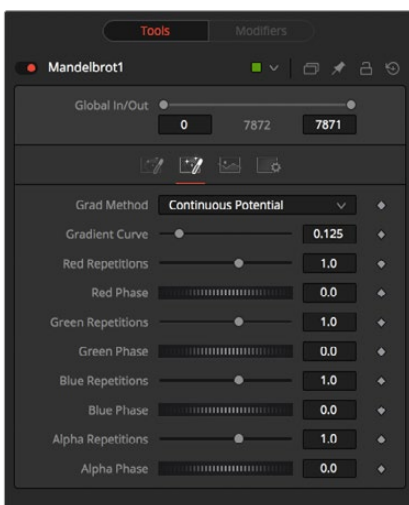 Tools Modifiers
Mandelbrot1
Global In/Out
0 7872 7871
Grad Method Continuous Potential
Gradient Curve 0.125
Red Repetitions 1.0
Red Phase 0.0
Green Repetitions 1.0
Green Phase 0.0
Blue Repetitions 1.0
Blue Phase 0.0
Alpha Repetitions 1.0
Alpha Phase 0.0